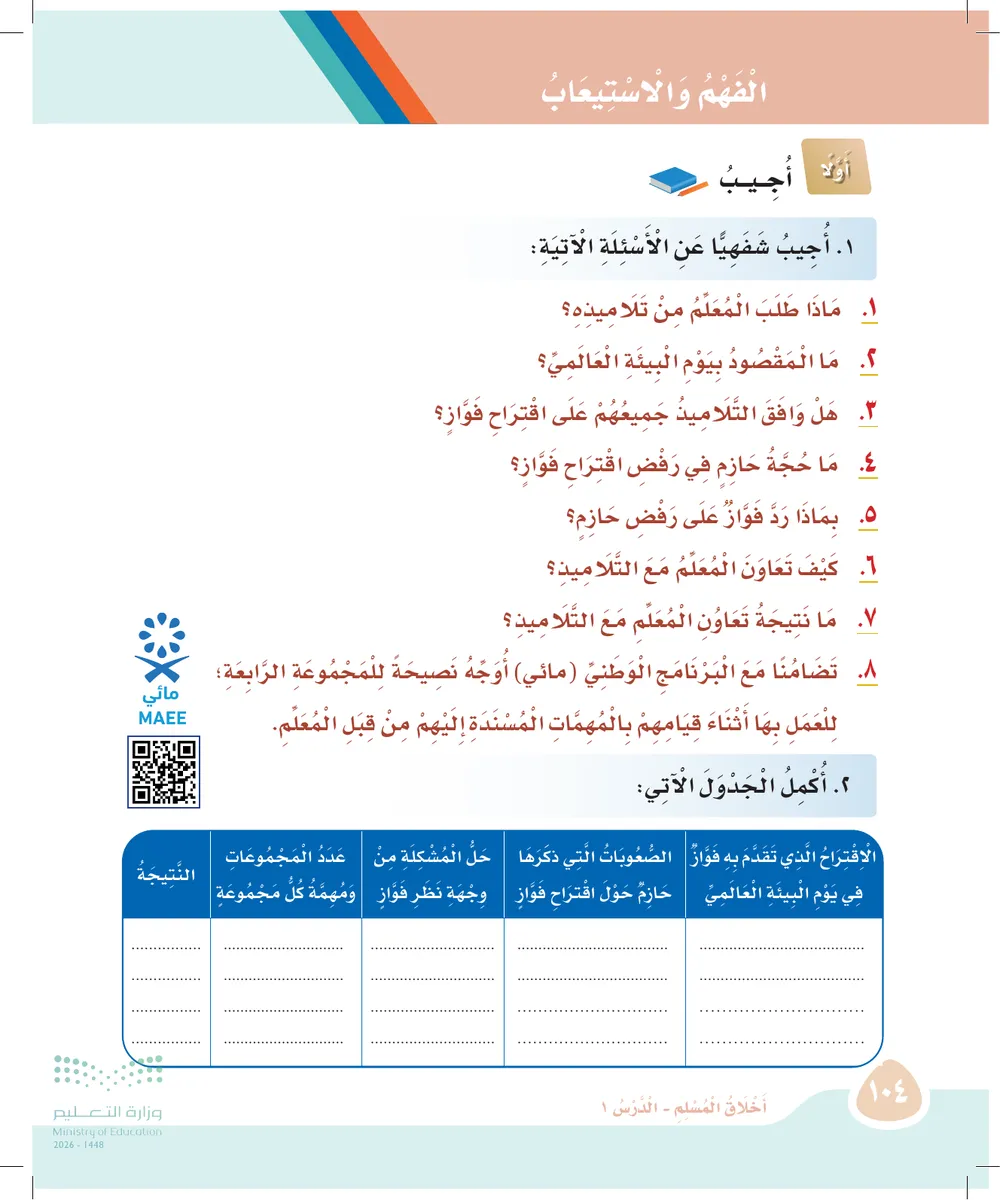 الْفَهْمُ وَالْاسْتِيعَابُ
أَوَّلًا
أُجِـيـبُ
١. أُجِيبُ شَفَهِيًّا عَنِ الْأَسْئِلَةِ الْآتِيَةِ:
١. مَاذَا طَلَبَ الْمُعَلِّمُ مِنْ تَلَامِيذِهِ؟
٢. مَا الْمَقْصُودُ بِيَوْمِ الْبِيئَةِ الْعَالَمِيِّ؟
٣. هَلْ وَافَقَ التَّلَامِيذُ جَمِيعُهُمْ عَلَى اقْتِرَاحِ فَوَّازٍ؟
٤. مَا حُجَّةُ حَازِمٍ فِي رَفْضِ اقْتِرَاحِ فَوَّازٍ؟
٥. بِمَاذَا رَدَّ فَوَّازٌ عَلَى رَفْضِ حَازِمٍ؟
٦. كَيْفَ تَعَاوَنَ الْمُعَلِّمُ مَعَ التَّلَامِيذِ؟
٧. مَا نَتِيجَةُ تَعَاوُنِ الْمُعَلِّمِ مَعَ التَّلَامِيذِ؟
٨. تَضَامُنًا مَعَ الْبَرْنَامَجِ الْوَطَنِيِّ (مائي) أُوَجِّهُ نَصِيحَةً لِلْمَجْمُوعَةِ الرَّابِعَةِ؛
لِلْعَمَلِ بِهَا أَثْنَاءَ قِيَامِهِمْ بِالْمُهِمَّاتِ الْمُسْنَدَةِ إِلَيْهِمْ مِنْ قِبَلِ الْمُعَلِّمِ.
مائي
MAEE
٢. أُكْمِلُ الْجَدْوَلَ الْآتِي:
الْاِقْتِرَاحُ الَّذِي تَقَدَّمَ بِهِ فَوَّازٌ
فِي يَوْمِ الْبِيئَةِ الْعَالَمِيِّ
الصُّعُوبَاتُ الَّتِي ذَكَرَهَا
حَازِمٌ حَوْلَ اقْتَرَاحِ فَوَّازٍ
حَلُّ الْمُشْكِلَةِ مِنْ
وِجْهَةِ نَظَرِ فَوَّازٍ
عَدَدُ الْمَجْمُوعَاتِ
وَمُهِمَّةُ كُلُّ مَجْمُوعَةٍ
النَّتِيجَةُ
وزارة التعـــليم
Ministry of Education
2026 - 1448
أَخْلَاقُ الْمُسْلِمِ - الْدَّرْسُ ١
١٠٤